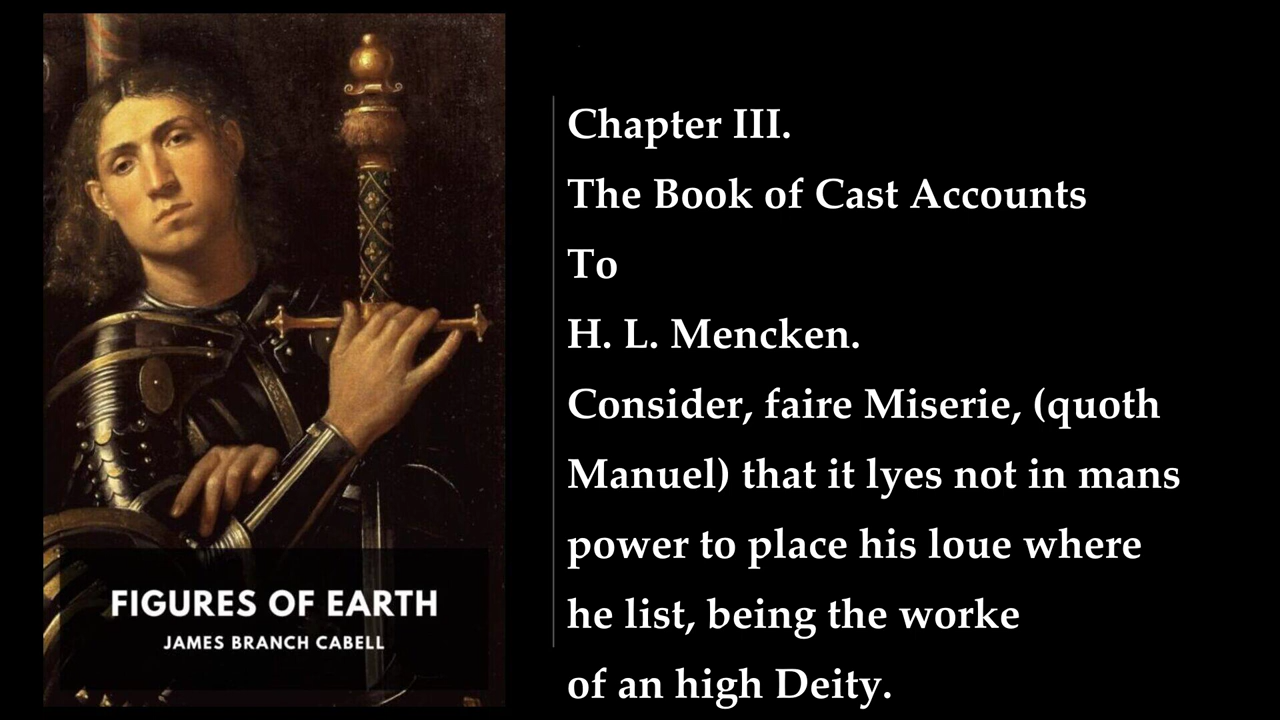 FIGURES OF EARTH
JAMES BRANCH CABELL
Chapter III.
The Book of Cast Accounts
To
H. L. Mencken.
Consider, faire Miserie, (quoth
Manuel) that it lyes not in mans
power to place his loue where
he list, being the worke
of an high Deity.